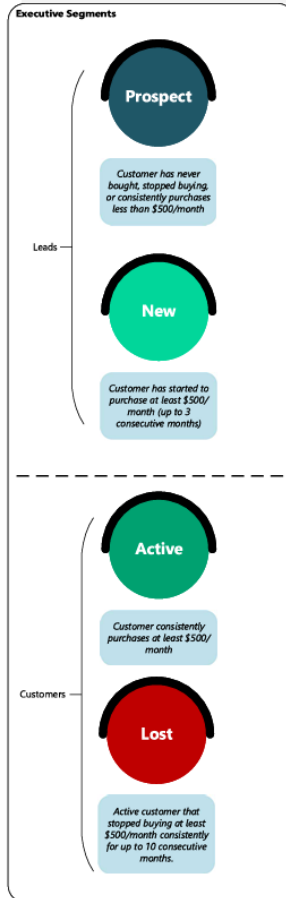 Executive Segments
Prospect
Customer has never
bought, stopped buying,
or consistently purchases
less than $500/month
Leads
New
Customer has started to
purchase at least $500/
month (up to 3
consecutive months)
Active
Customer consistently
purchases at least $500/
month
Customers
Lost
Active customer that
stopped buying at least
$500/month consistently
for up to 10 consecutive
months.